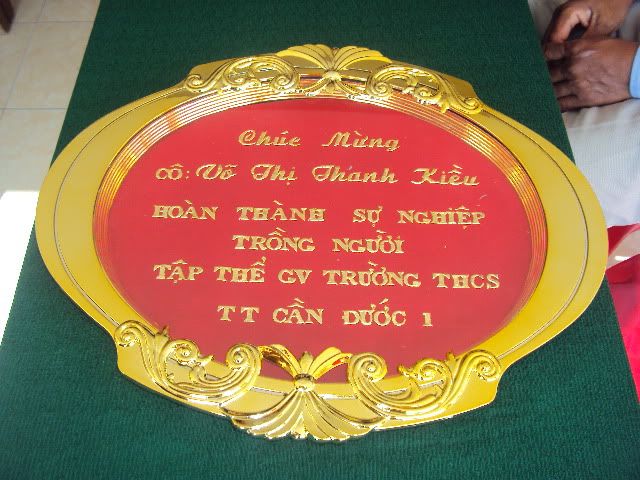 Chúc Mừng
CÔ: Võ Thị Thanh Kiều
HOÀN THÀNH SỰ NGHIỆP
TRỒNG NGƯỜI
TẬP THỂ GV TRƯỜNG THCS
TT CẦN ĐƯỚC 1